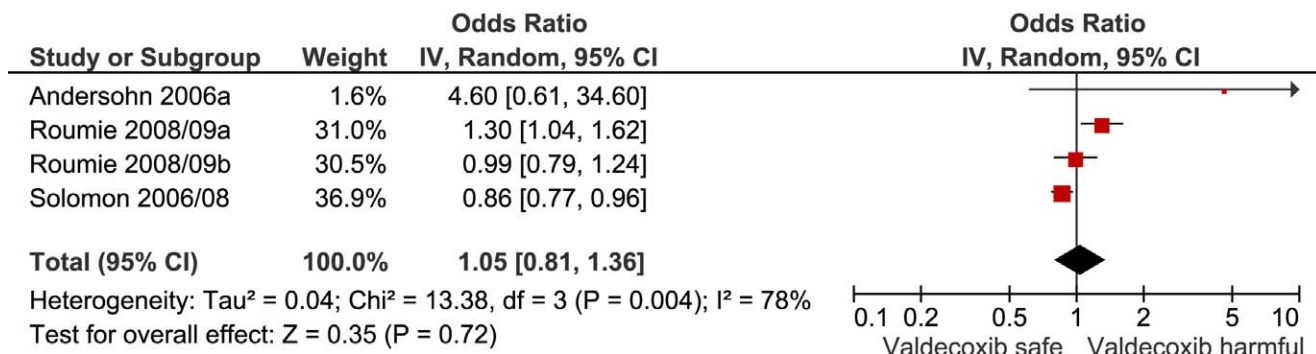 Odds Ratio Odds Ratio
Study or Subgroup Weight IV, Random, 95% CI IV, Random, 95% CI
Andersohn 2006a 1.6% 4.60 [0.61, 34.60]
Roumie 2008/09a 31.0% 1.30 [1.04, 1.62]
Roumie 2008/09b 30.5% 0.99 [0.79, 1.24]
Solomon 2006/08 36.9% 0.86 [0.77, 0.96]
Total (95% CI) 100.0% 1.05 [0.81, 1.36]
Heterogeneity: Tau² = 0.04; Chi² = 13.38, df = 3 (P = 0.004); I² = 78%
Test for overall effect: Z = 0.35 (P = 0.72)
0.1 0.2 0.5 1 2 5 10
Valdecoxib safe Valdecoxib harmful